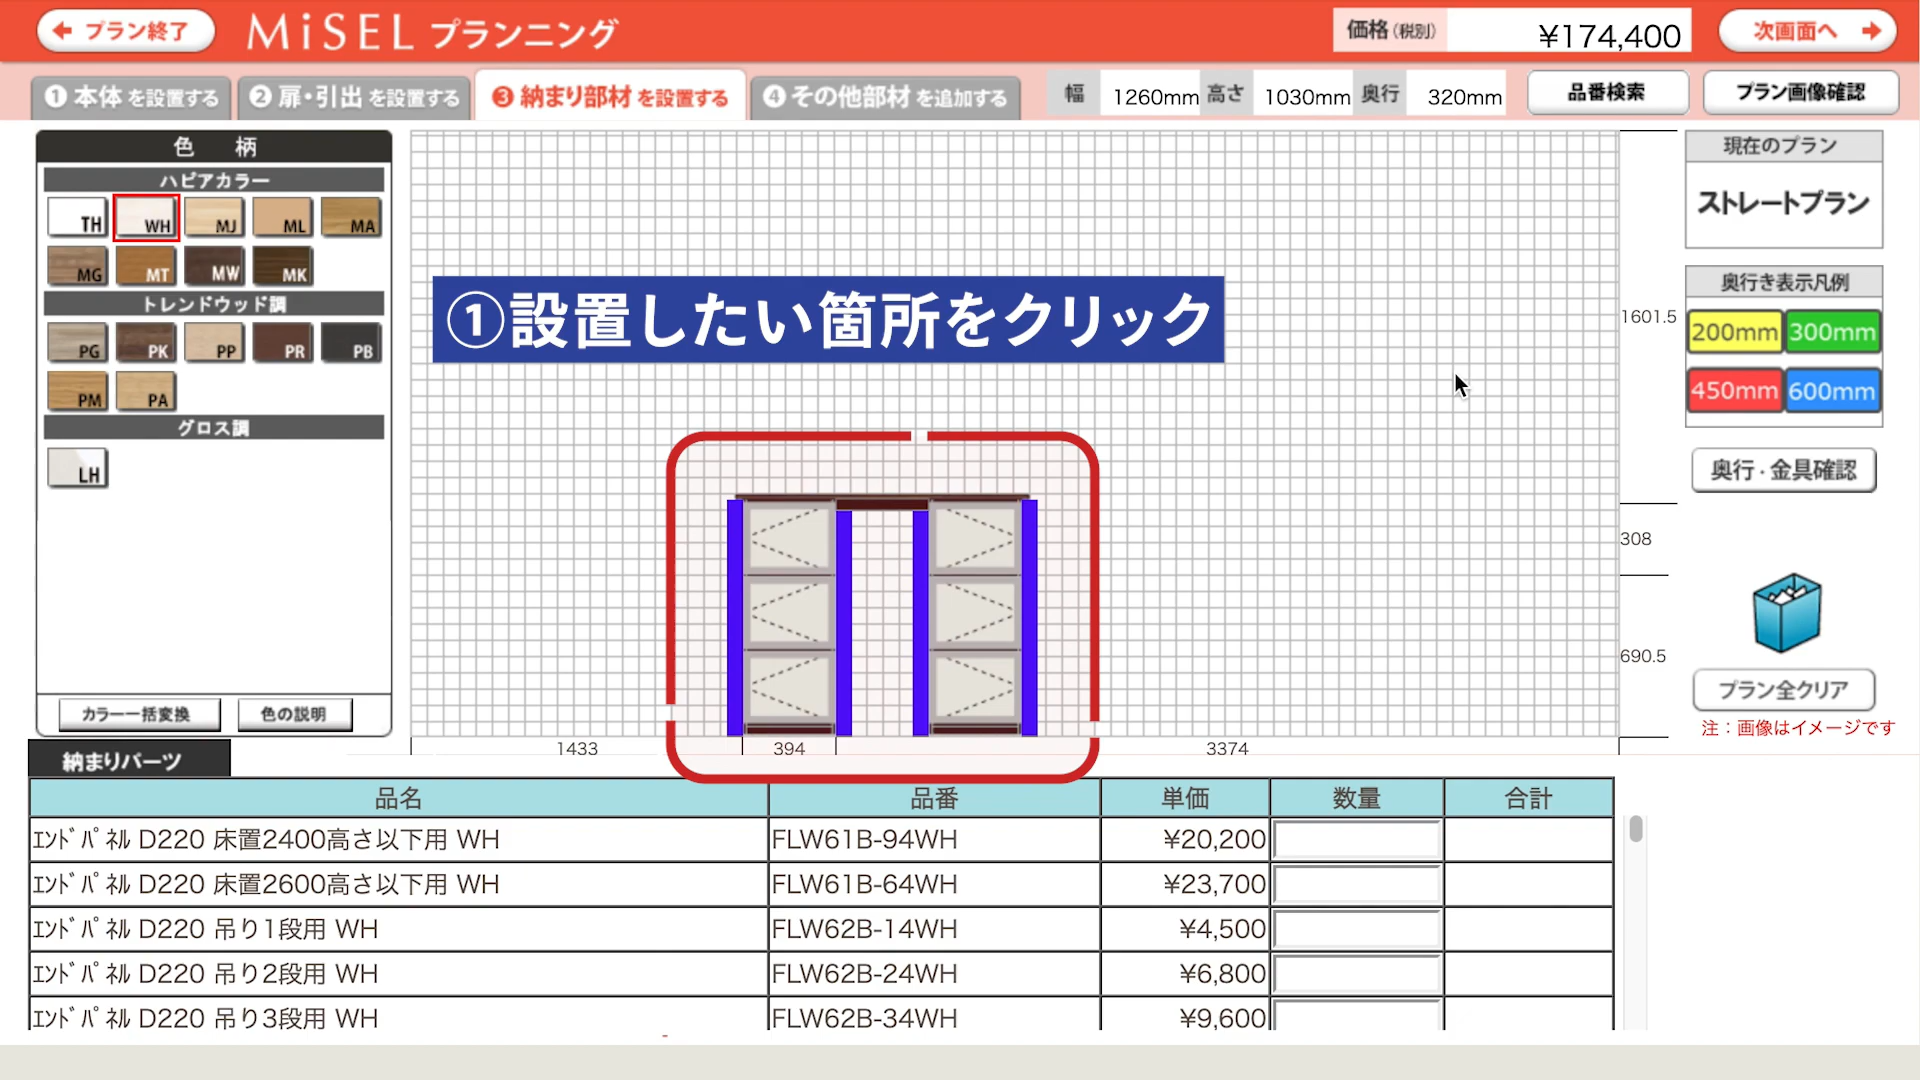 プラン終了
MiSEL プランニング
価格(税別)
¥174,400
次画面へ
① 本体 を設置する
② 扉・引出 を設置する
③ 納まり部材 を設置する
④ その他部材 を追加する
幅 1260mm 高さ 1030mm 奥行 320mm
品番検索
プラン画像確認
色 柄
ハピアカラー
TH WH MJ ML MA
MG MT MW MK
トレンドウッド調
PG PK PP PR PB
PM PA
グロス調
LH
カラー一括変換
色の説明
①設置したい箇所をクリック
1601.5
308
690.5
1433
394
3374
現在のプラン
ストレートプラン
奥行き表示凡例
200mm 300mm
450mm 600mm
奥行・金具確認
プラン全クリア
注：画像はイメージです
納まりパーツ
品名 品番 単価 数量 合計
ｴﾝﾄﾞﾊﾟﾈﾙ D220 床置2400高さ以下用 WH FLW61B-94WH ¥20,200
ｴﾝﾄﾞﾊﾟﾈﾙ D220 床置2600高さ以下用 WH FLW61B-64WH ¥23,700
ｴﾝﾄﾞﾊﾟﾈﾙ D220 吊り1段用 WH FLW62B-14WH ¥4,500
ｴﾝﾄﾞﾊﾟﾈﾙ D220 吊り2段用 WH FLW62B-24WH ¥6,800
ｴﾝﾄﾞﾊﾟﾈﾙ D220 吊り3段用 WH FLW62B-34WH ¥9,600